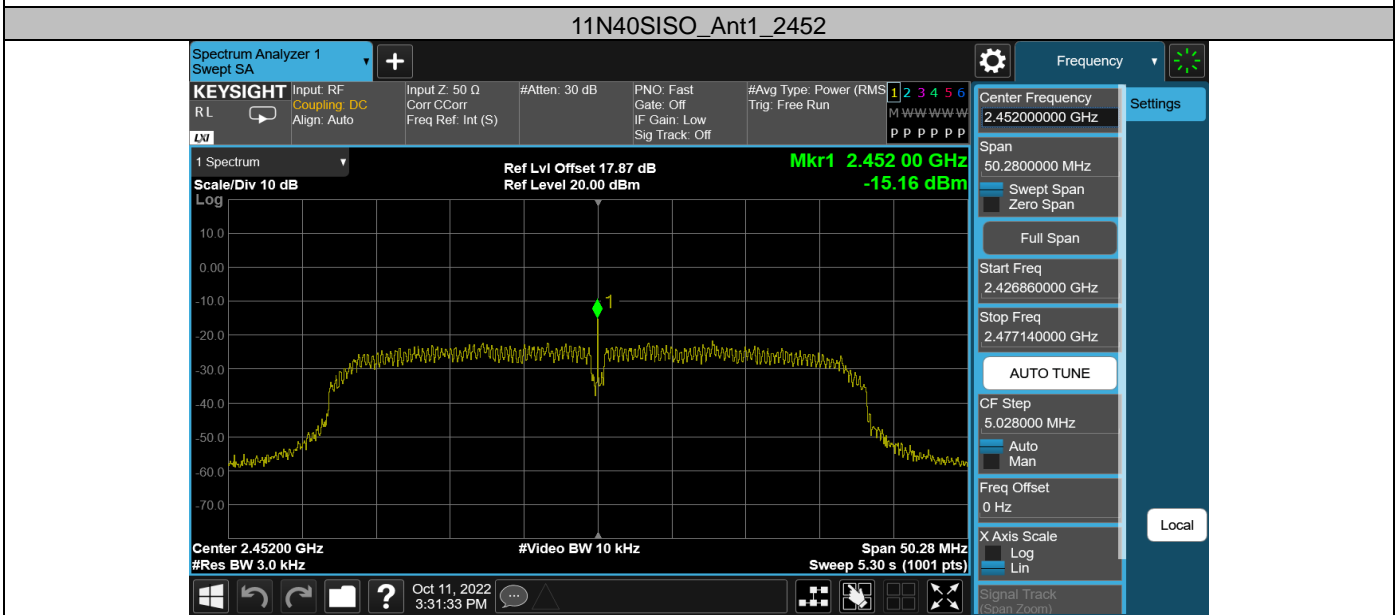 11N40SISO_Ant1_2452
Spectrum Analyzer 1
Swept SA
Frequency
KEYSIGHT
RL
LXI
Input: RF
Coupling: DC
Align: Auto
Input Z: 50 Ω
Corr CCorr
Freq Ref: Int (S)
#Atten: 30 dB
PNO: Fast
Gate: Off
IF Gain: Low
Sig Track: Off
#Avg Type: Power (RMS
Trig: Free Run
1 2 3 4 5 6
M W W W W W
P P P P P P
1 Spectrum
Scale/Div 10 dB
Log
Ref Lvl Offset 17.87 dB
Ref Level 20.00 dBm
Mkr1 2.452 00 GHz
-15.16 dBm
10.0
0.00
-10.0
-20.0
-30.0
-40.0
-50.0
-60.0
-70.0
1
Center 2.45200 GHz
#Res BW 3.0 kHz
#Video BW 10 kHz
Span 50.28 MHz
Sweep 5.30 s (1001 pts)
Oct 11, 2022
3:31:33 PM
Center Frequency
2.452000000 GHz
Span
50.2800000 MHz
Swept Span
Zero Span
Full Span
Start Freq
2.426860000 GHz
Stop Freq
2.477140000 GHz
AUTO TUNE
CF Step
5.028000 MHz
Auto
Man
Freq Offset
0 Hz
X Axis Scale
Log
Lin
Signal Track
(Span Zoom)
Settings
Local